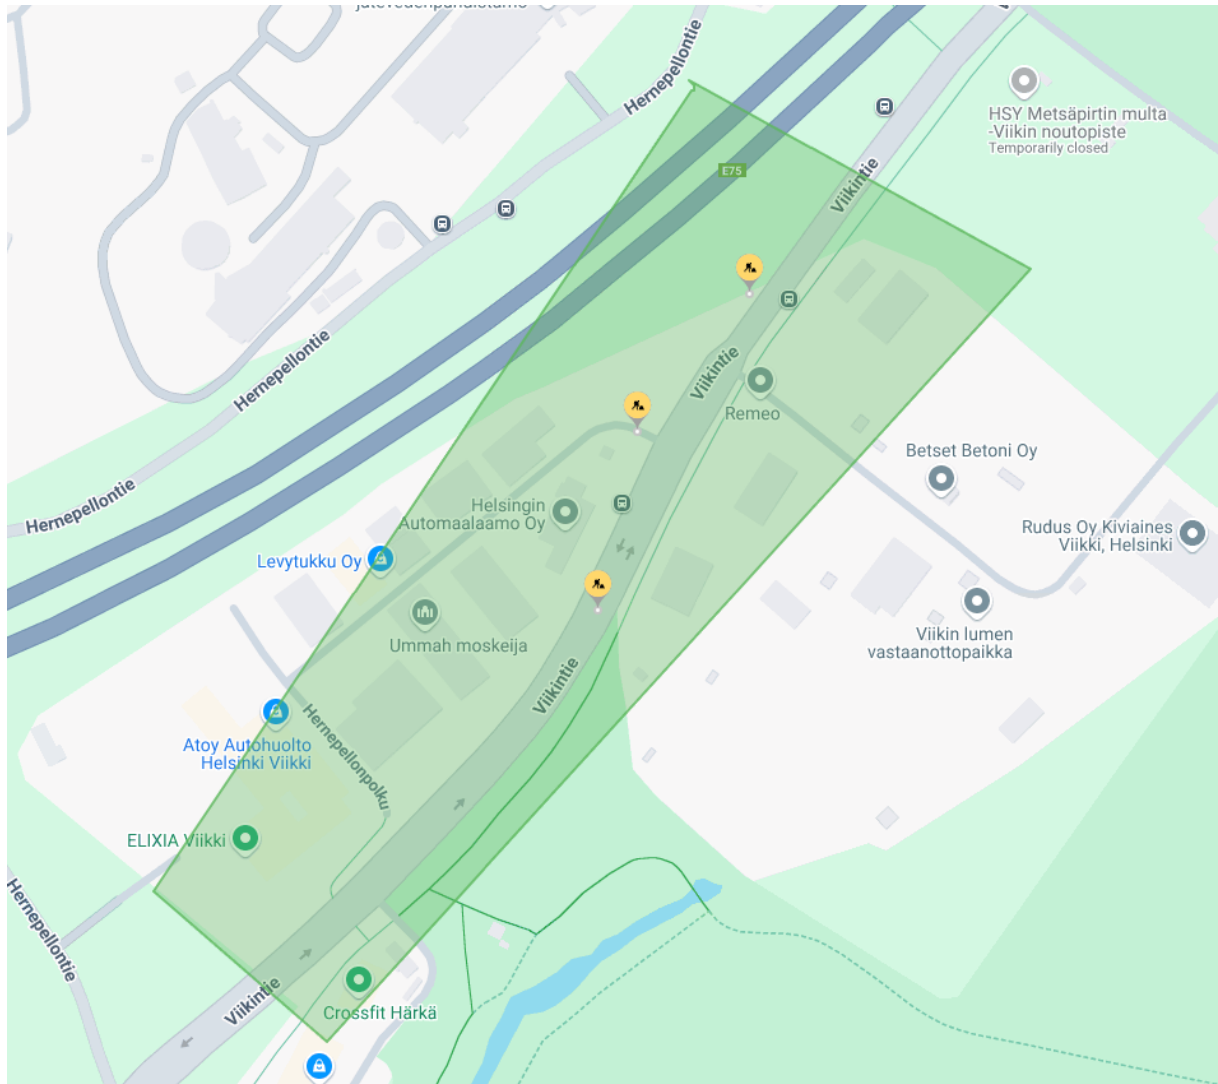 jätevedenpuhdistamo
Hernepellontie
HSY Metsäpirtin multa
-Viikin noutopiste
Temporarily closed
E75
Viikintie
Hernepellontie
Viikintie
Remeo
Betset Betoni Oy
Hernepellontie
Helsingin
Automaalaamo Oy
Rudus Oy Kiviaines
Viikki, Helsinki
Levytukku Oy
Ummah moskeija
Viikin lumen
vastaanottopaikka
Viikintie
Hernepellonpolku
Atoy Autohuolto
Helsinki Viikki
ELIXIA Viikki
Hernepellontie
Viikintie
Crossfit Härkä